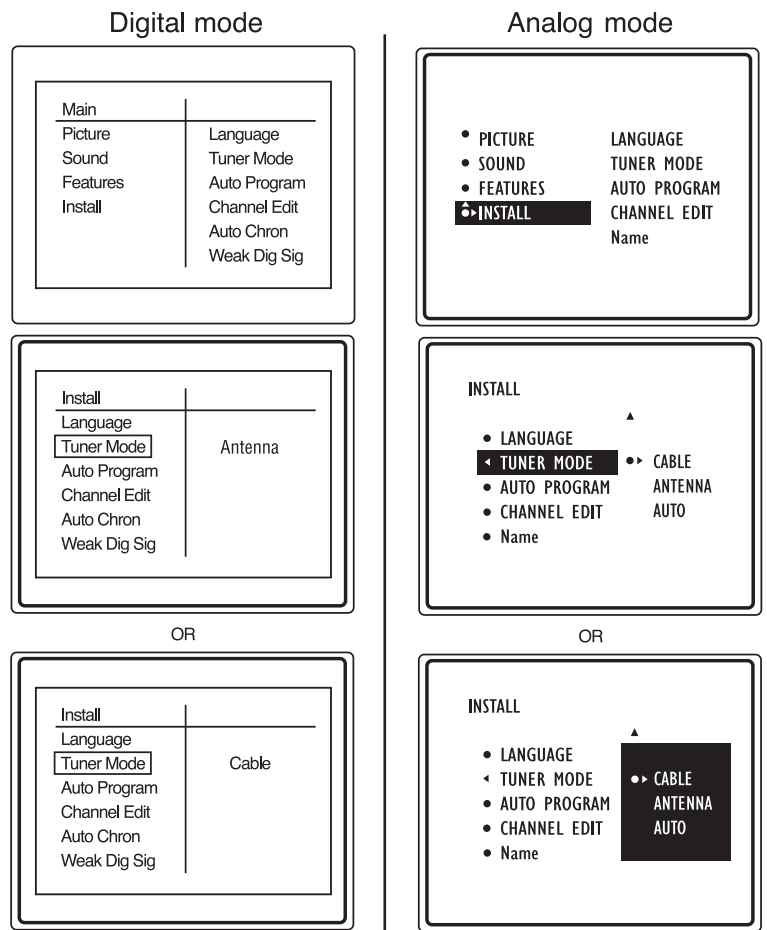 Digital mode
Main
Picture
Language
Sound
Tuner Mode
Features
Auto Program
Install
Channel Edit
Auto Chron
Weak Dig Sig
Install
Language
Tuner Mode
Antenna
Auto Program
Channel Edit
Auto Chron
Weak Dig Sig
OR
Install
Language
Tuner Mode
Cable
Auto Program
Channel Edit
Auto Chron
Weak Dig Sig
Analog mode
PICTURE
LANGUAGE
SOUND
TUNER MODE
FEATURES
AUTO PROGRAM
INSTALL
CHANNEL EDIT
Name
INSTALL
LANGUAGE
TUNER MODE
CABLE
AUTO PROGRAM
ANTENNA
CHANNEL EDIT
AUTO
Name
OR
INSTALL
LANGUAGE
TUNER MODE
CABLE
AUTO PROGRAM
ANTENNA
CHANNEL EDIT
AUTO
Name